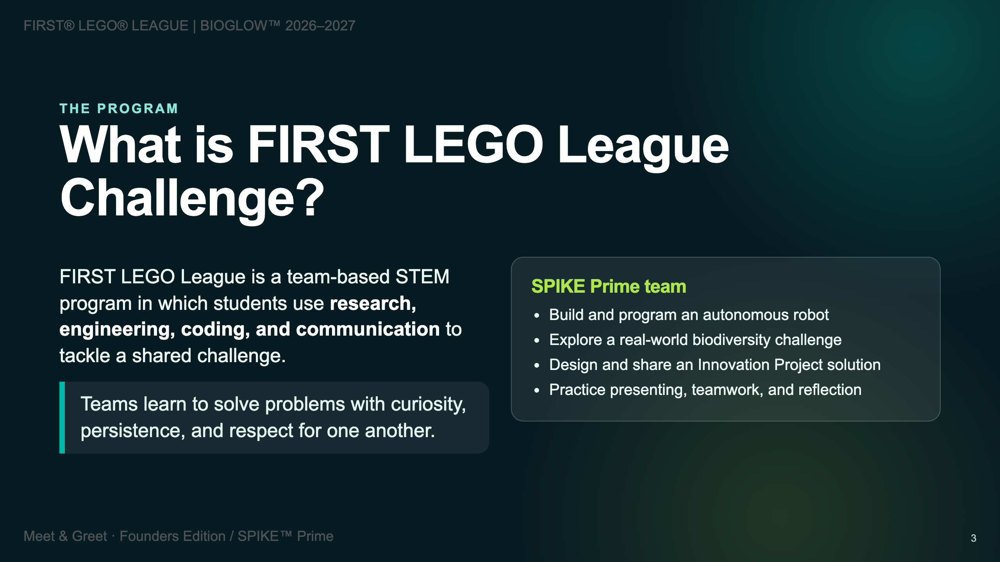 FIRST® LEGO® LEAGUE | BIOGLOW™ 2026–2027
THE PROGRAM
What is FIRST LEGO League
Challenge?
FIRST LEGO League is a team-based STEM
program in which students use research,
engineering, coding, and communication to
tackle a shared challenge.
Teams learn to solve problems with curiosity,
persistence, and respect for one another.
SPIKE Prime team
• Build and program an autonomous robot
• Explore a real-world biodiversity challenge
• Design and share an Innovation Project solution
• Practice presenting, teamwork, and reflection
Meet & Greet · Founders Edition / SPIKE™ Prime
3